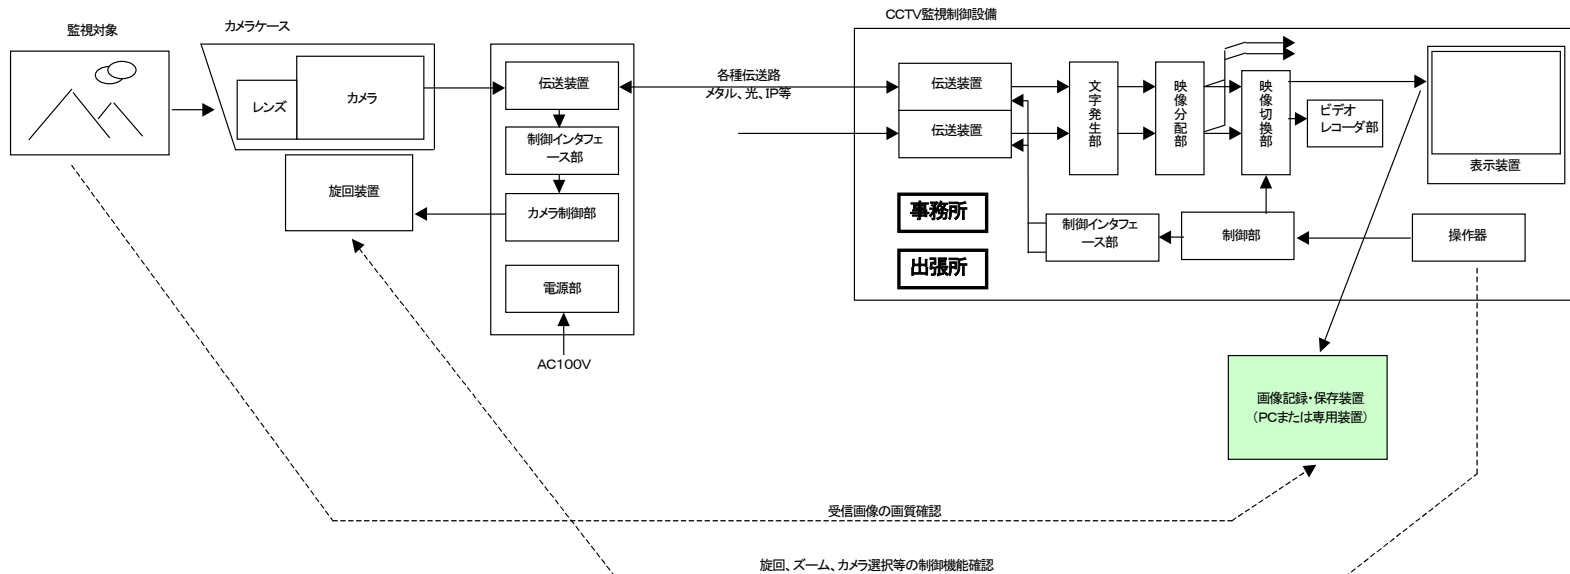 監視対象
カメラケース
レンズ
カメラ
旋回装置
伝送装置
制御インタフェ
ース部
カメラ制御部
電源部
AC100V
各種伝送路
メタル、光、IP等
CCTV監視制御設備
伝送装置
伝送装置
文字発生部
映像分配部
映像切換部
ビデオ
レコーダ部
表示装置
事務所
出張所
制御インタフェ
ース部
制御部
操作器
画像記録・保存装置
（PCまたは専用装置）
受信画像の画質確認
旋回、ズーム、カメラ選択等の制御機能確認